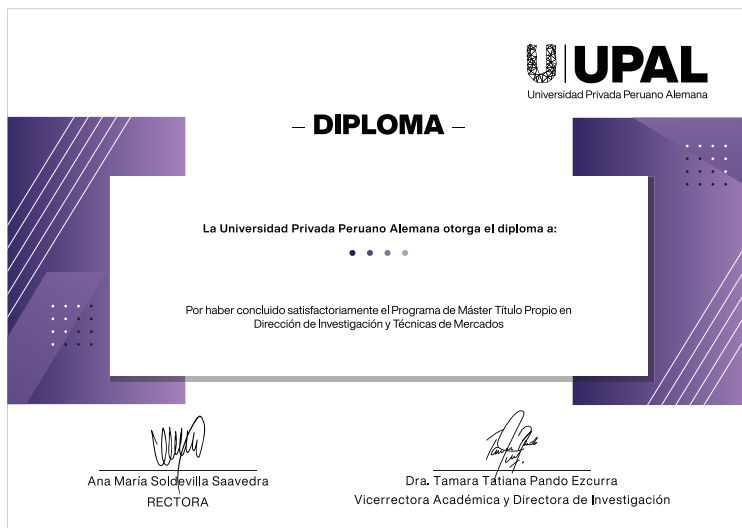 UPAL
Universidad Privada Peruano Alemana
– DIPLOMA –
La Universidad Privada Peruano Alemana otorga el diploma a:
Por haber concluido satisfactoriamente el Programa de Máster Título Propio en
Dirección de Investigación y Técnicas de Mercados
Ana María Soldevilla Saavedra
RECTORA
Dra. Tamara Tatiana Pando Ezcurra
Vicerrectora Académica y Directora de Investigación